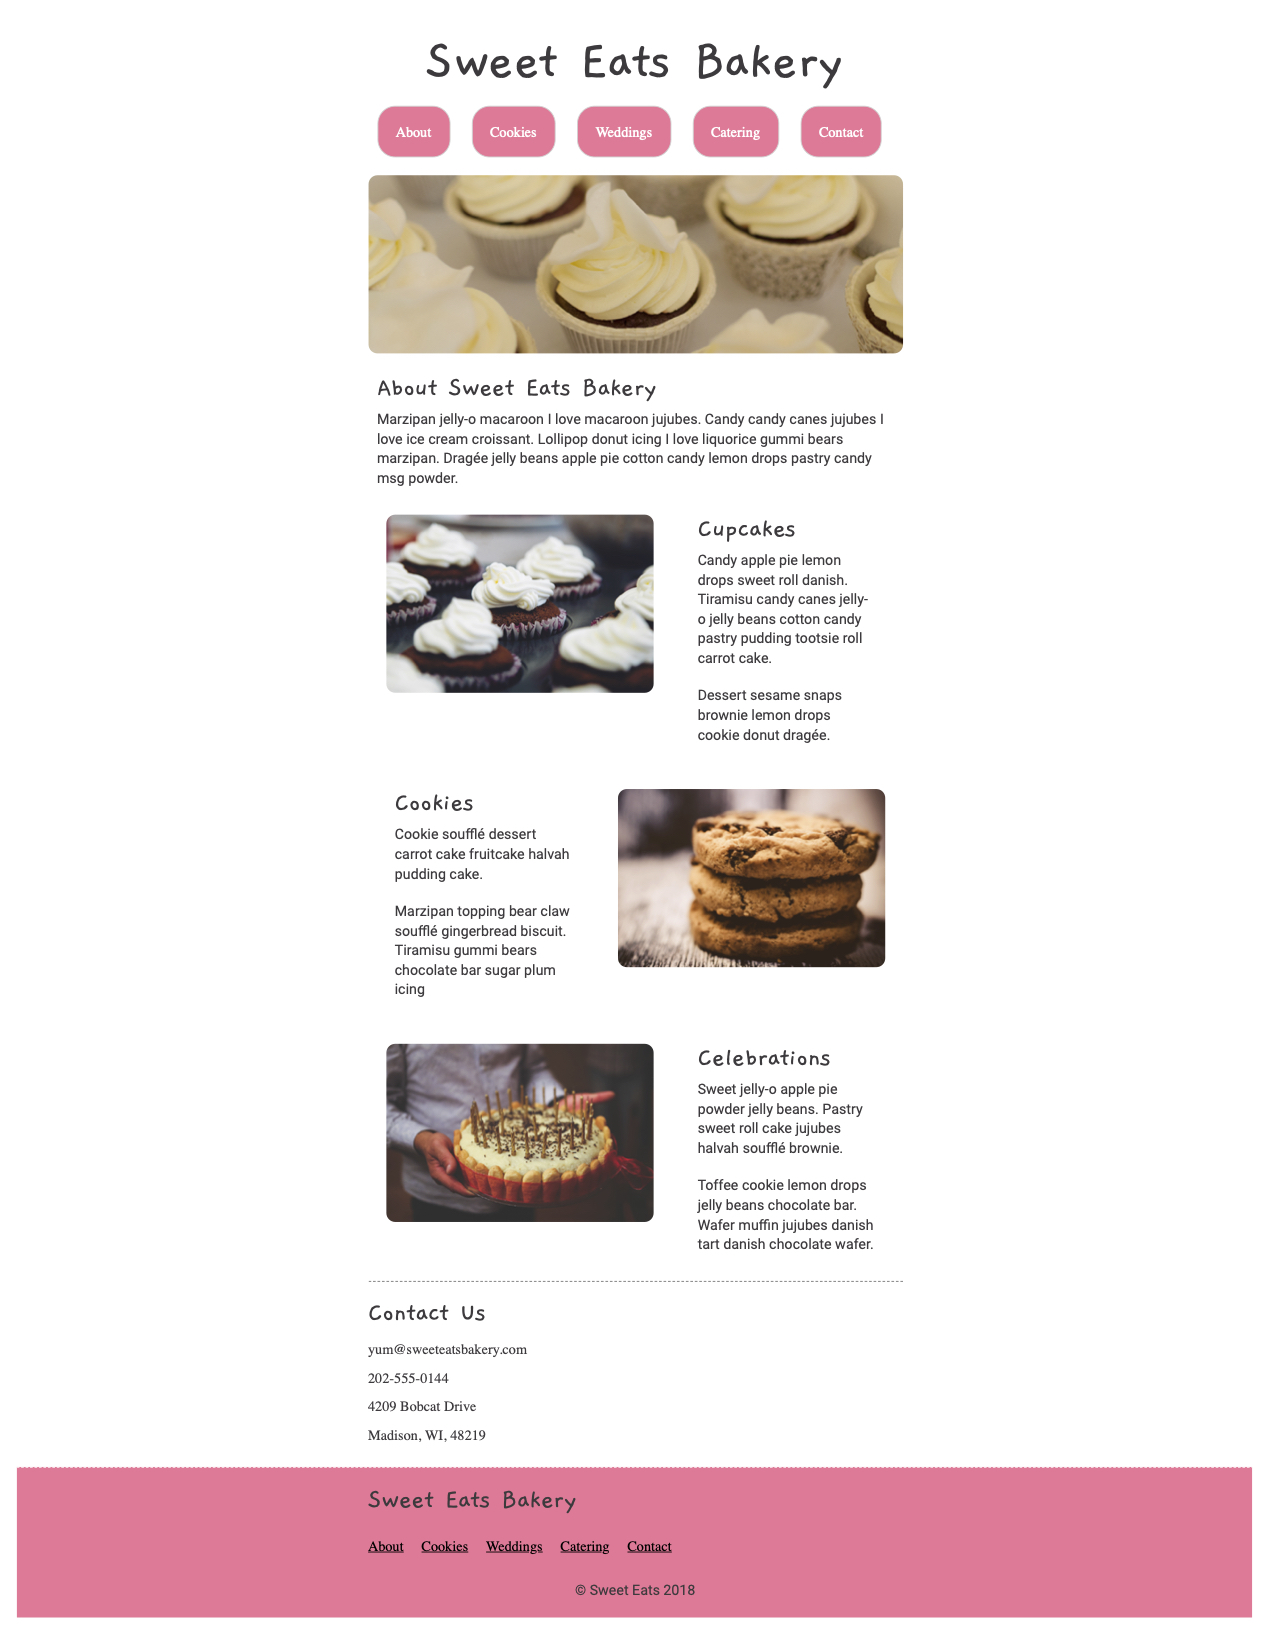 Sweet Eats Bakery
About Cookies Weddings Catering Contact
About Sweet Eats Bakery
Marzipan jelly-o macaroon I love macaroon jujubes. Candy candy canes jujubes I
love ice cream croissant. Lollipop donut icing I love liquorice gummi bears
marzipan. Dragée jelly beans apple pie cotton candy lemon drops pastry candy
msg powder.
Cupcakes
Candy apple pie lemon
drops sweet roll danish.
Tiramisu candy canes jelly-
o jelly beans cotton candy
pastry pudding tootsie roll
carrot cake.
Dessert sesame snaps
brownie lemon drops
cookie donut dragée.
Cookies
Cookie soufflé dessert
carrot cake fruitcake halvah
pudding cake.
Marzipan topping bear claw
soufflé gingerbread biscuit.
Tiramisu gummi bears
chocolate bar sugar plum
icing
Celebrations
Sweet jelly-o apple pie
powder jelly beans. Pastry
sweet roll cake jujubes
halvah soufflé brownie.
Toffee cookie lemon drops
jelly beans chocolate bar.
Wafer muffin jujubes danish
tart danish chocolate wafer.
Contact Us
yum@sweeteatsbakery.com
202-555-0144
4209 Bobcat Drive
Madison, WI, 48219
Sweet Eats Bakery
About Cookies Weddings Catering Contact
© Sweet Eats 2018